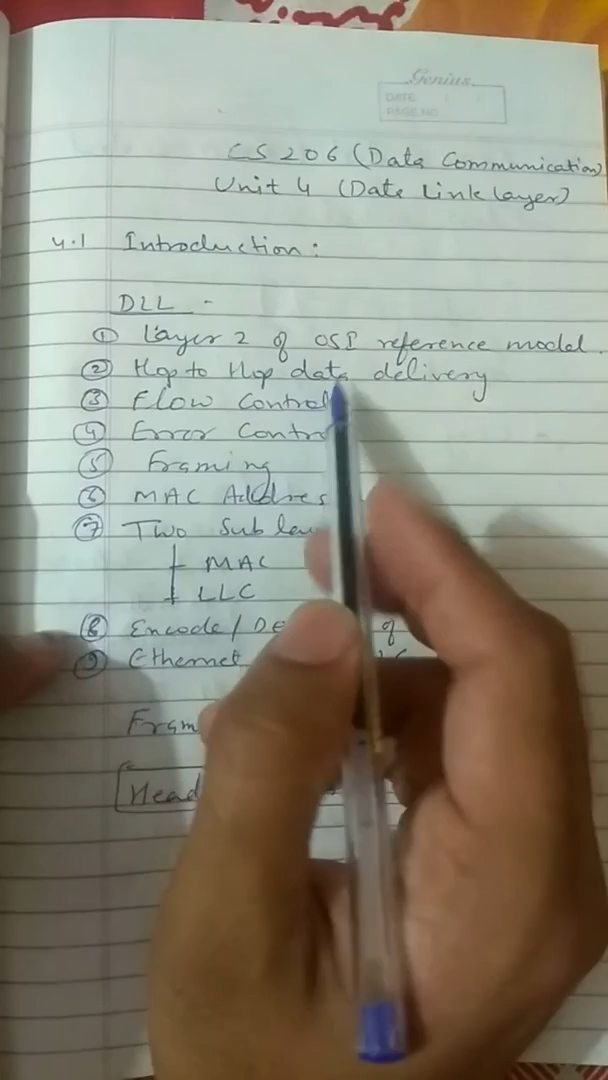 Genius
DATE
PAGE NO
CS 206 (Data Communication)
Unit 4 (Data Link layer)
4.1 Introduction:
DLL -
① Layer 2 of OSI reference model.
② Hop to Hop data delivery
③ Flow Control
④ Error Contr
⑤ Framing
⑥ MAC Addres
⑦ Two Sub la
MAC
LLC
⑧ Encode/De of
⑨ Ethernet
Fram
Head